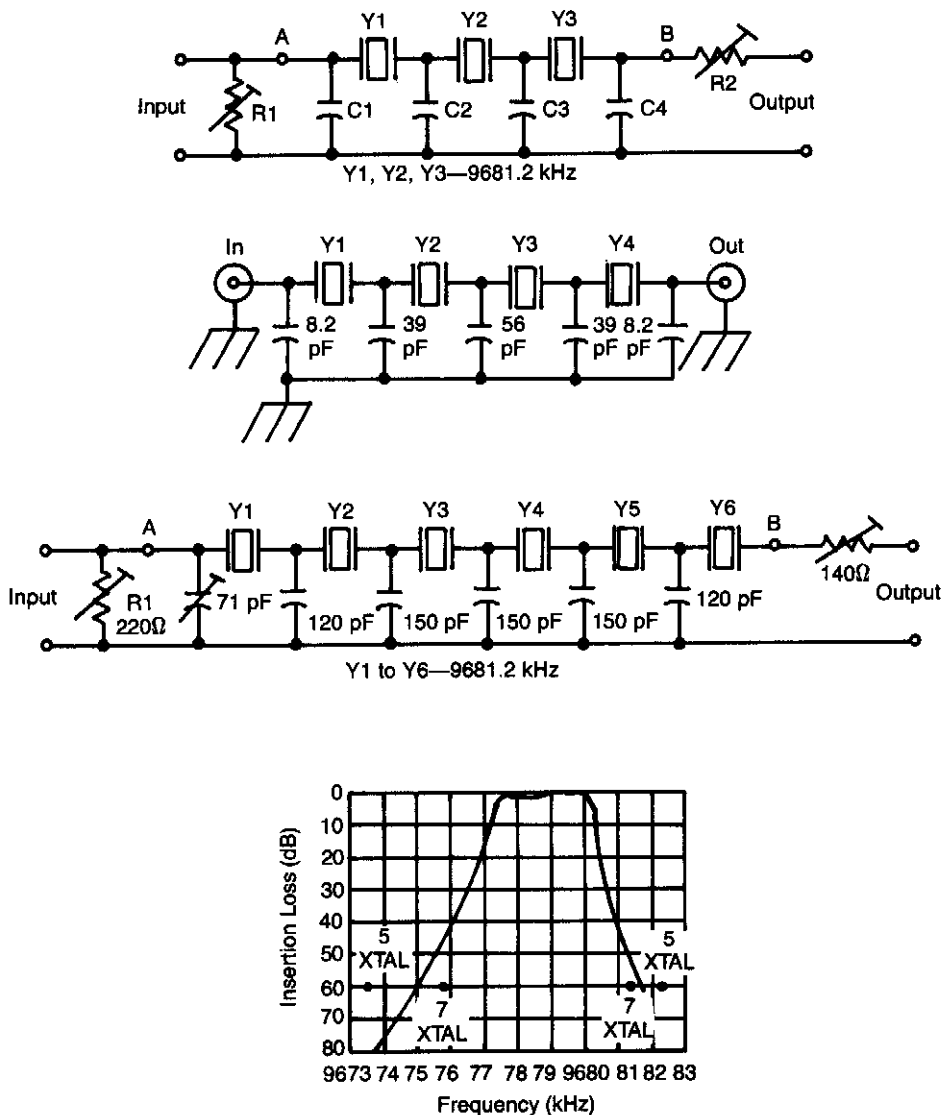 Y1 Y2 Y3
A B
Input R1 C1 C2 C3 C4 R2 Output
Y1, Y2, Y3—9681.2 kHz
In Y1 Y2 Y3 Y4 Out
8.2 pF 39 pF 56 pF 39 pF 8.2 pF
Y1 Y2 Y3 Y4 Y5 Y6
A B
Input R1 220Ω 71 pF 120 pF 150 pF 150 pF 150 pF 120 pF 140Ω Output
Y1 to Y6—9681.2 kHz
Insertion Loss (dB)
0
10
20
30
40
50
60
70
80
5 XTAL
5 XTAL
7 XTAL
7 XTAL
9673 74 75 76 77 78 79 9680 81 82 83
Frequency (kHz)